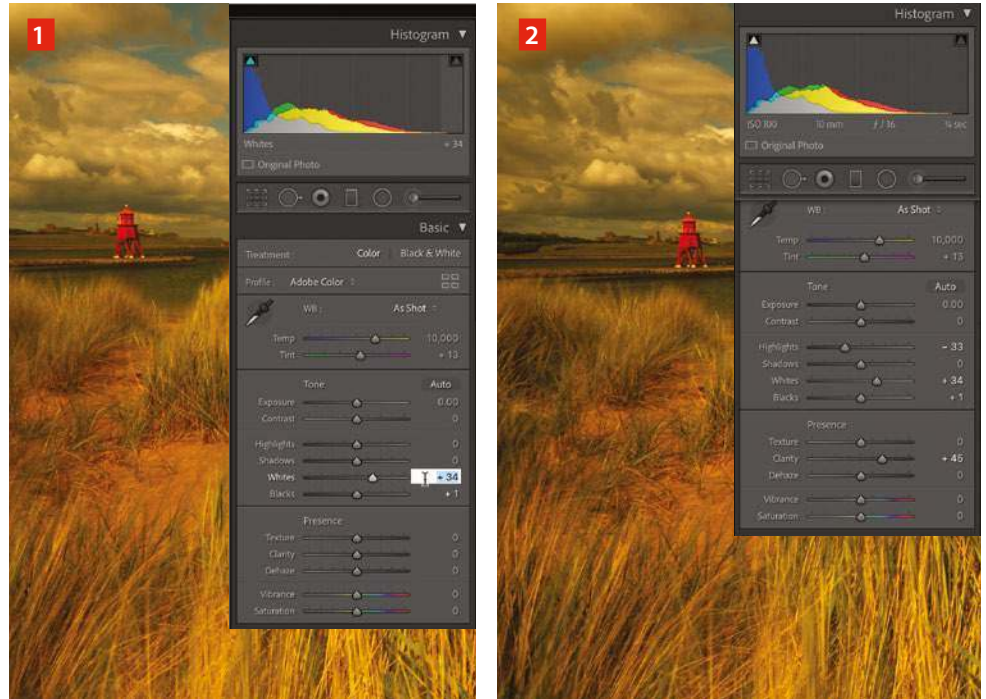 1
Histogram
Whites + 34
Original Photo
Basic
Treatment: Color Black & White
Profile: Adobe Color
WB: As Shot
Temp 10,000
Tint + 13
Tone Auto
Exposure 0.00
Contrast 0
Highlights 0
Shadows 0
Whites + 34
Blacks + 1
Presence
Texture 0
Clarity 0
Dehaze 0
Vibrance 0
Saturation 0
2
Histogram
ISO 100 10 mm ƒ / 16 ¼ sec
Original Photo
WB: As Shot
Temp 10,000
Tint + 13
Tone Auto
Exposure 0.00
Contrast 0
Highlights - 33
Shadows 0
Whites + 34
Blacks + 1
Presence
Texture 0
Clarity + 45
Dehaze 0
Vibrance 0
Saturation 0